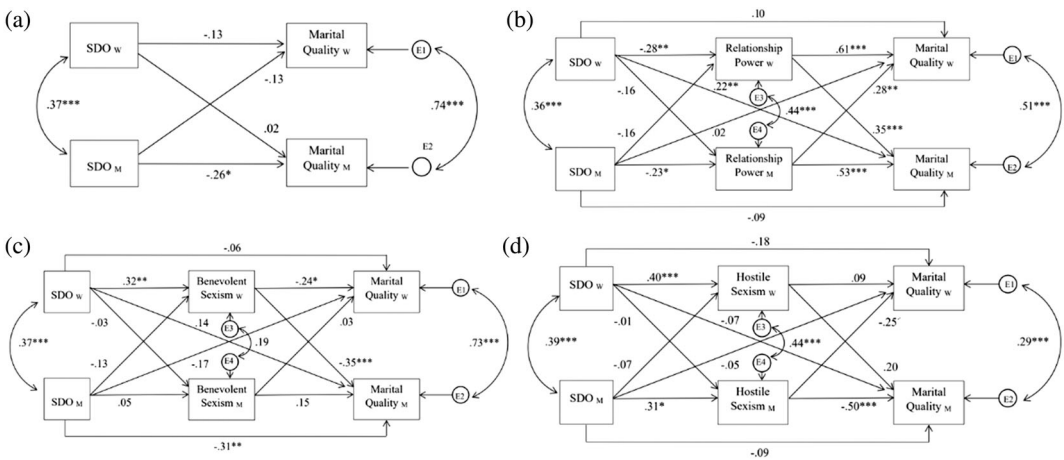 (a)
-.13
SDO W
Marital
Quality W
E1
-.13
.37***
.74***
.02
E2
SDO M
Marital
Quality M
-.26*
(b)
.10
-.28**
.61***
SDO W
Relationship
Power W
Marital
Quality W
E1
-.16
.22**
E3
.28**
.36***
.44***
.51***
-.16
.02
E4
.35***
SDO M
Relationship
Power M
Marital
Quality M
E2
-.23*
.53***
-.09
(c)
-.06
.32**
-.24*
SDO W
Benevolent
Sexism W
Marital
Quality W
E1
-.03
.14
E3
.03
.37***
.19
.73***
-.13
-.17
E4
-.35***
SDO M
Benevolent
Sexism M
Marital
Quality M
E2
.05
.15
-.31**
(d)
-.18
.40***
.09
SDO W
Hostile
Sexism W
Marital
Quality W
E1
-.01
-.07
E3
-.25´
.39***
.44***
.29***
-.07
-.05
E4
.20
SDO M
Hostile
Sexism M
Marital
Quality M
E2
.31*
-.50***
-.09